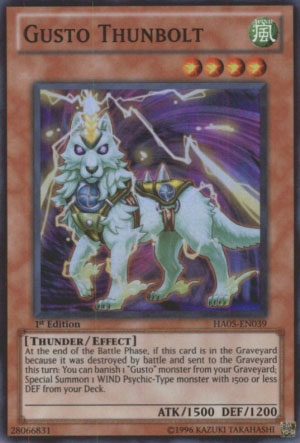 GUSTO THUNBOLT
WIND
風
1st Edition
HA05-EN039
[THUNDER/EFFECT]
At the end of the Battle Phase, if this card is in the Graveyard
because it was destroyed by battle and sent to the Graveyard
this turn: You can banish 1 "Gusto" monster from your Graveyard;
Special Summon 1 WIND Psychic-Type monster with 1500 or less
DEF from your Deck.
ATK/1500 DEF/1200
28066831
©1996 KAZUKI TAKAHASHI